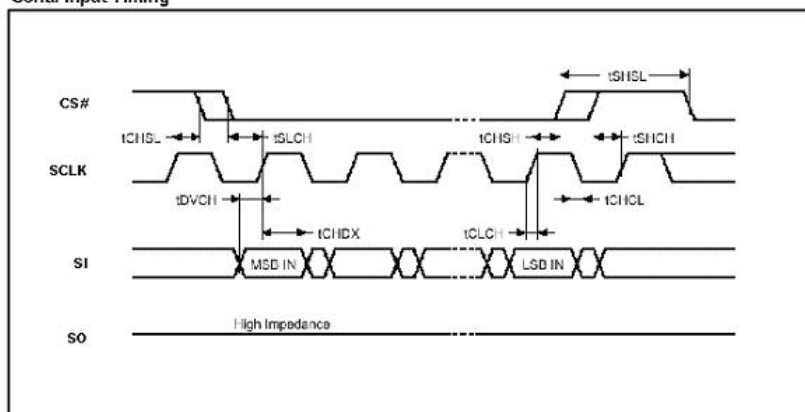 Serial Input Timing
tSHSL
CS#
tCHSL
tSLCH
tCHSH
tSHCH
SCLK
tDVCH
tCHCL
tCHDX
tCLCH
SI
MSB IN
LSB IN
High Impedance
SO